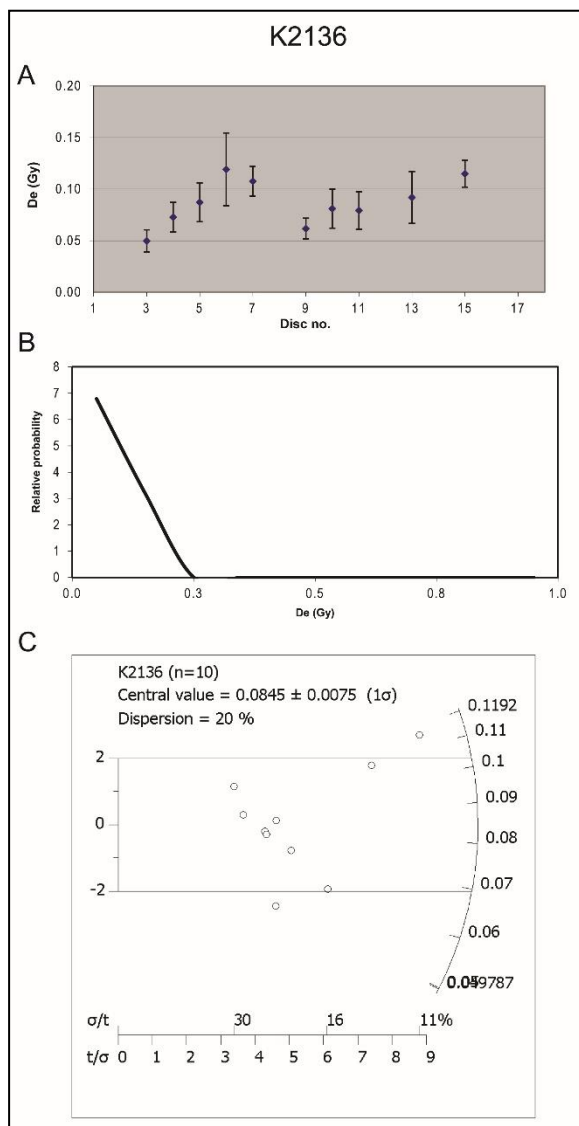 K2136
A
0.20
0.15
0.10
0.05
0.00
De (Gy)
1 3 5 7 9 11 13 15 17
Disc no.
B
8
7
6
5
4
3
2
1
0
Relative probability
0.0 0.3 0.5 0.8 1.0
De (Gy)
C
K2136 (n=10)
Central value = 0.0845 ± 0.0075 (1σ)
Dispersion = 20 %
2
0
-2
0.1192
0.11
0.1
0.09
0.08
0.07
0.06
σ/t 30 16 11%
t/σ 0 1 2 3 4 5 6 7 8 9